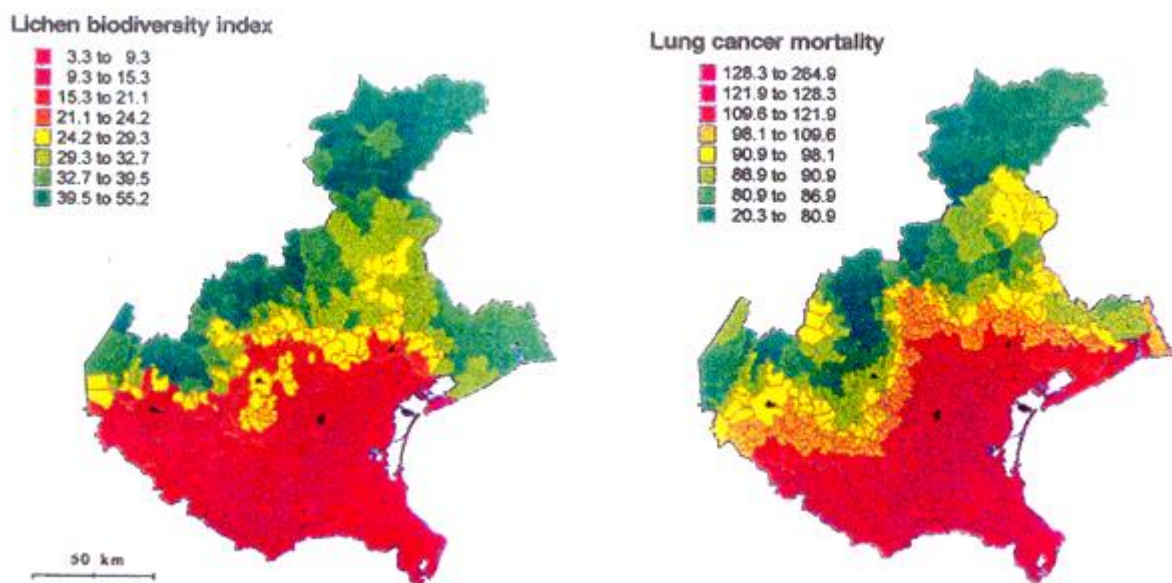 Lichen biodiversity index
3.3 to 9.3
9.3 to 15.3
15.3 to 21.1
21.1 to 24.2
24.2 to 29.3
29.3 to 32.7
32.7 to 39.5
39.5 to 55.2
50 km
Lung cancer mortality
128.3 to 264.9
121.9 to 128.3
109.6 to 121.9
98.1 to 109.6
90.9 to 98.1
86.9 to 90.9
80.9 to 86.9
20.3 to 80.9